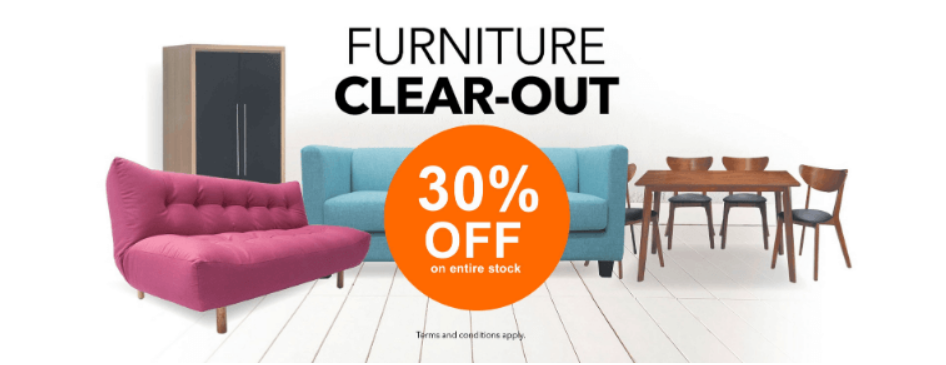 FURNITURE
CLEAR-OUT
30%
OFF
on entire stock
Terms and conditions apply.